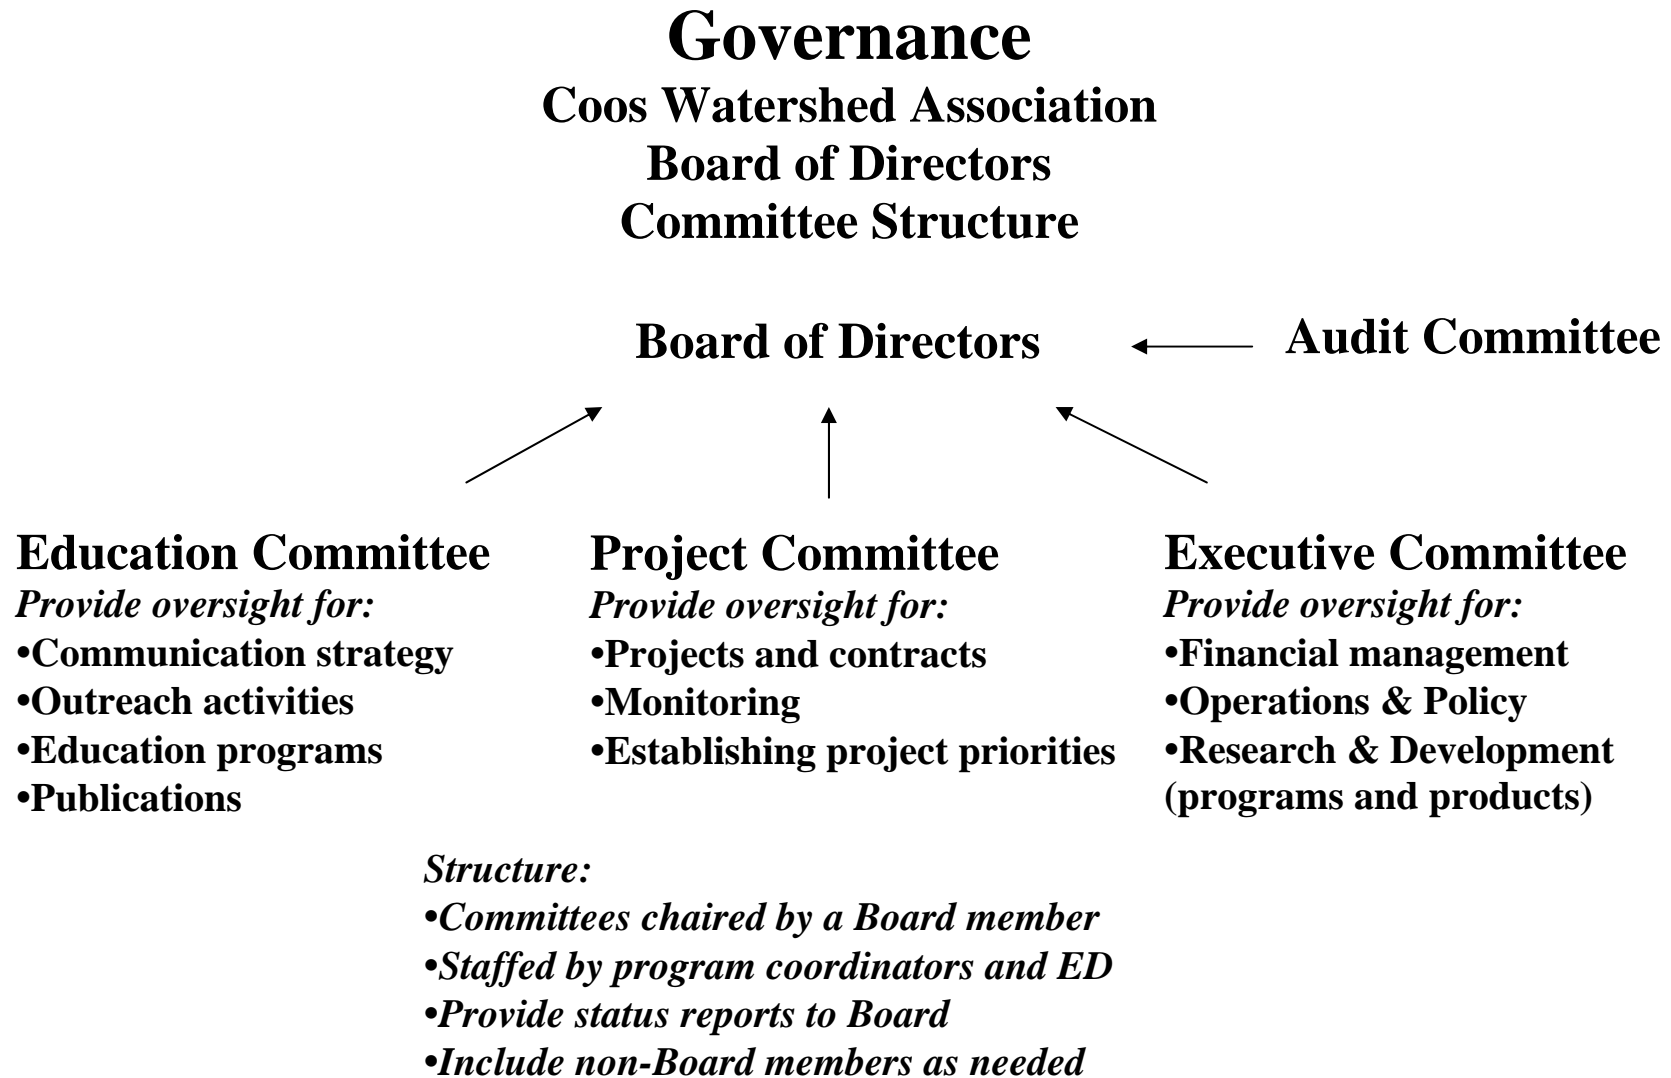 Governance
Coos Watershed Association
Board of Directors
Committee Structure
Board of Directors
Audit Committee
Education Committee
Provide oversight for:
•Communication strategy
•Outreach activities
•Education programs
•Publications
Project Committee
Provide oversight for:
•Projects and contracts
•Monitoring
•Establishing project priorities
Executive Committee
Provide oversight for:
•Financial management
•Operations & Policy
•Research & Development
(programs and products)
Structure:
•Committees chaired by a Board member
•Staffed by program coordinators and ED
•Provide status reports to Board
•Include non-Board members as needed